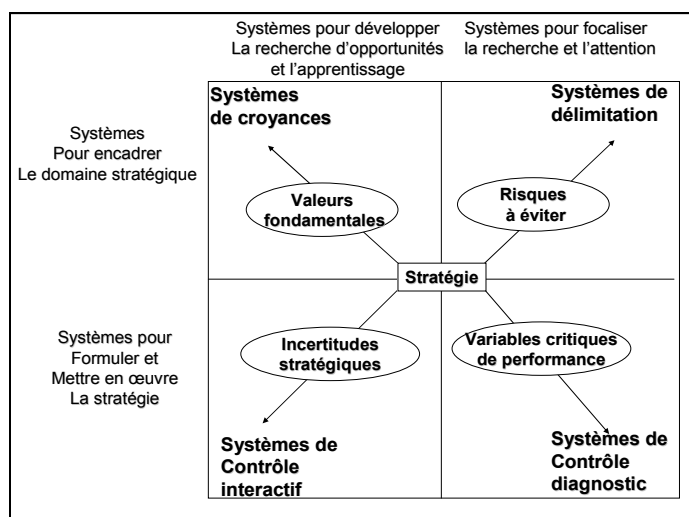 Systèmes pour développer
La recherche d'opportunités
et l'apprentissage
Systèmes pour focaliser
la recherche et l'attention
Systèmes
Pour encadrer
Le domaine stratégique
Systèmes
de croyances
Systèmes de
délimitation
Valeurs
fondamentales
Risques
à éviter
Stratégie
Systèmes pour
Formuler et
Mettre en œuvre
La stratégie
Incertitudes
stratégiques
Variables critiques
de performance
Systèmes de
Contrôle
interactif
Systèmes de
Contrôle
diagnostic